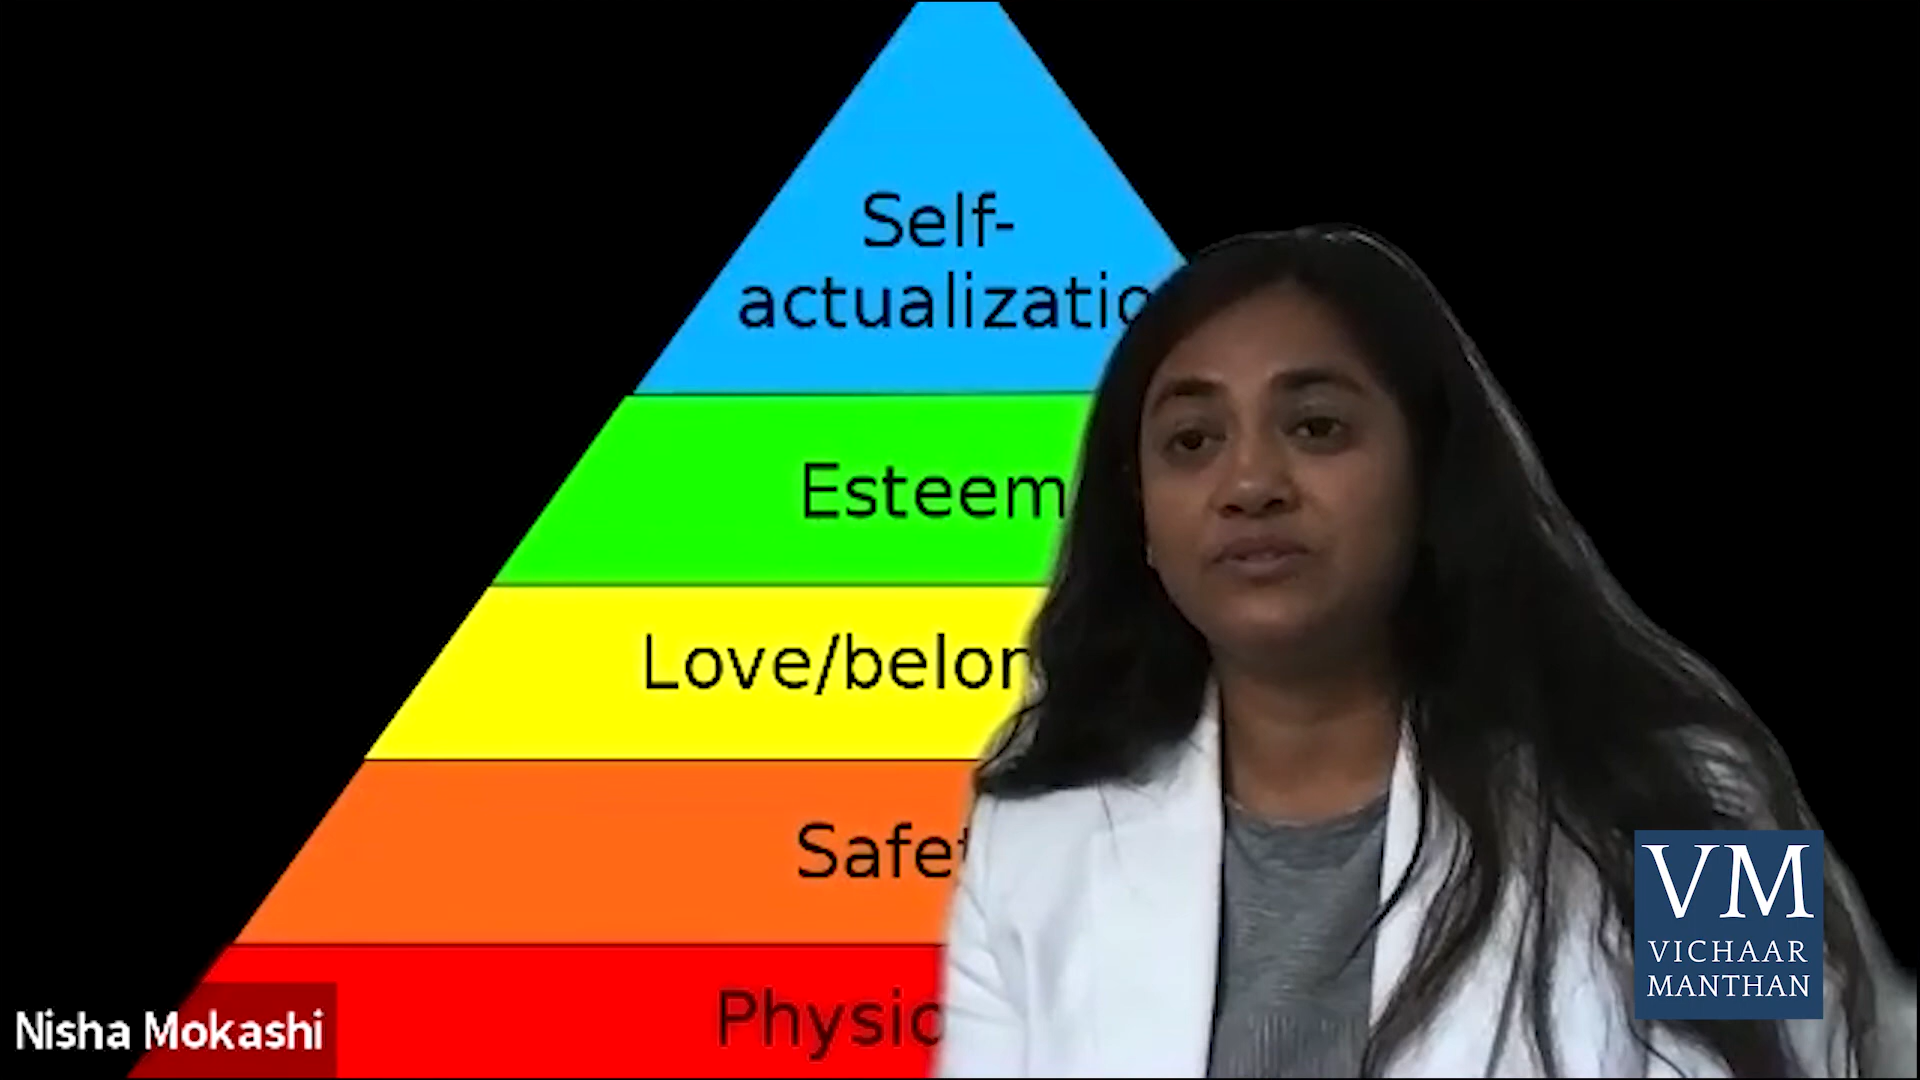 Self-
actualizatio
Esteem
Love/belon
Safet
Physic
Nisha Mokashi
VM
VICHAAR
MANTHAN